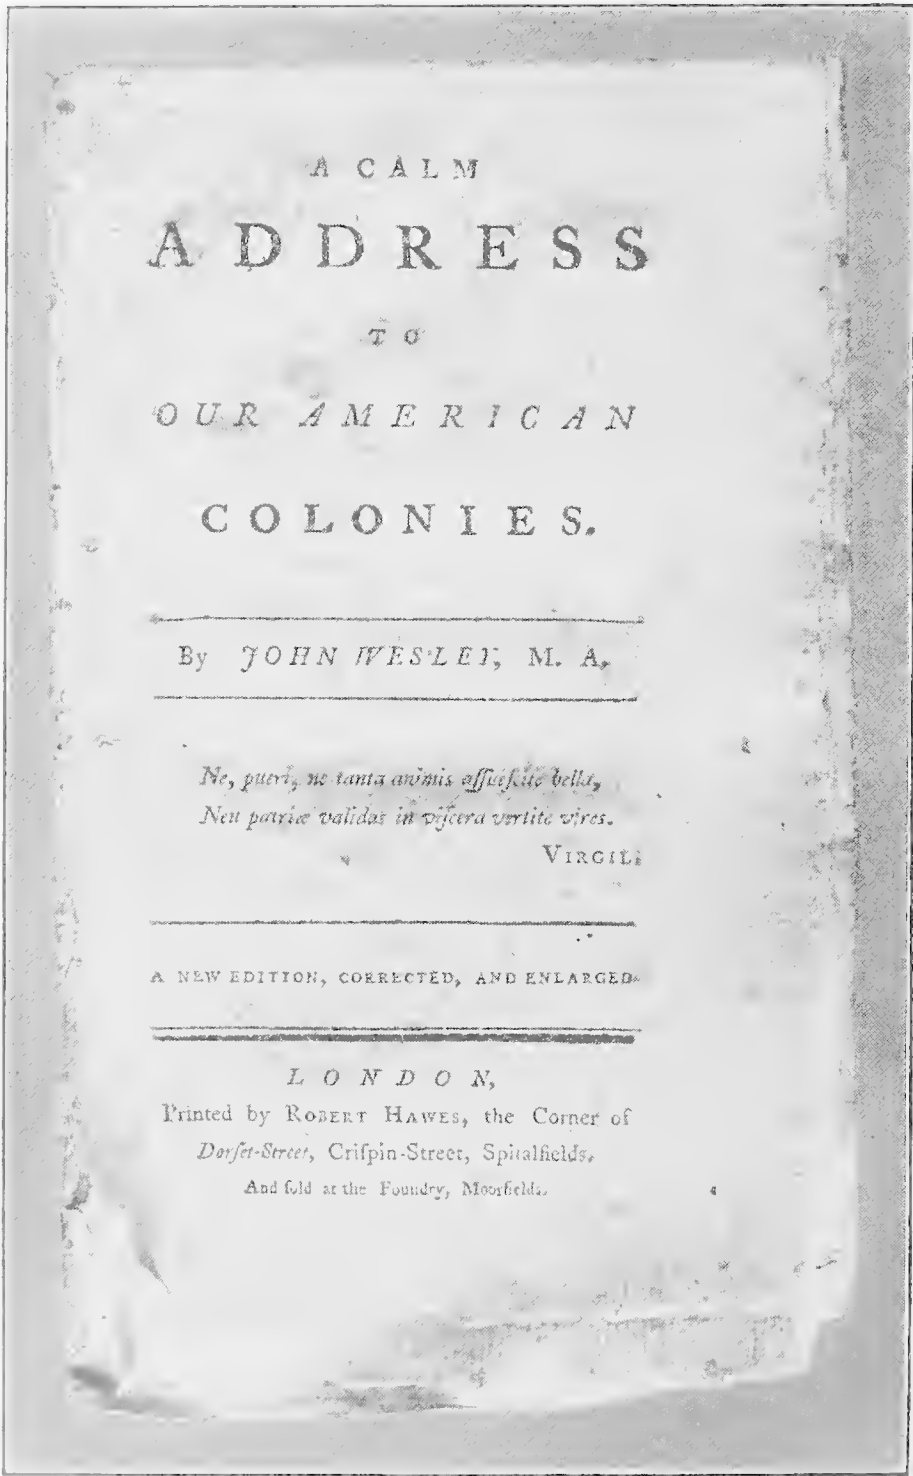 A CALM
ADDRESS
TO
OUR AMERICAN
COLONIES.
By JOHN WESLEY, M. A.
Ne, pueri, ne tanta animis aſſueſcite bella,
Neu patriæ validas in viſcera vertite vires.
VIRGIL.
A NEW EDITION, CORRECTED, AND ENLARGED.
LONDON,
Printed by ROBERT HAWES, the Corner of
Dorſet-Street, Criſpin-Street, Spitalfields.
And ſold at the Foundry, Moorfields.